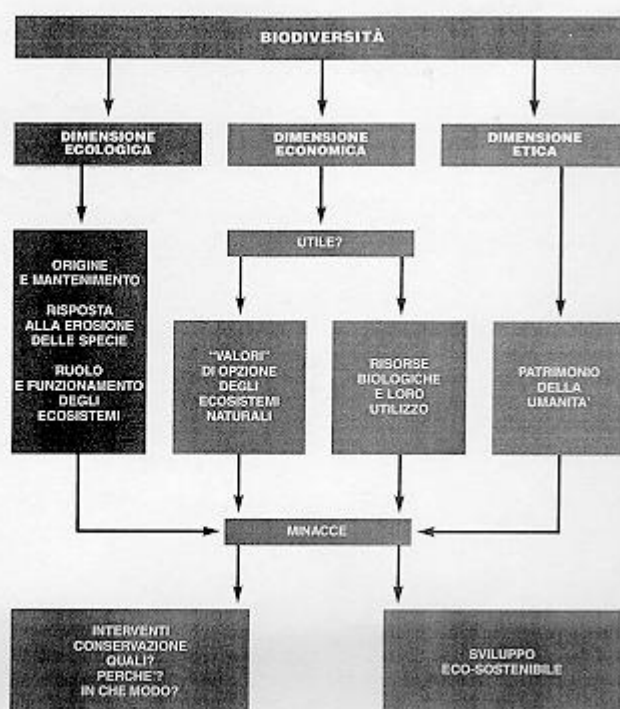 BIODIVERSITÀ
DIMENSIONE
ECOLOGICA
DIMENSIONE
ECONOMICA
DIMENSIONE
ETICA
UTILE?
ORIGINE
E MANTENIMENTO
RISPOSTA
ALLA EROSIONE
DELLE SPECIE
RUOLO
E FUNZIONAMENTO
DEGLI
ECOSISTEMI
"VALORI"
DI OPZIONE
DEGLI
ECOSISTEMI
NATURALI
RISORSE
BIOLOGICHE
E LORO
UTILIZZO
PATRIMONIO
DELLA
UMANITA'
MINACCE
INTERVENTI
CONSERVAZIONE
QUALI?
PERCHE'?
IN CHE MODO?
SVILUPPO
ECO-SOSTENIBILE